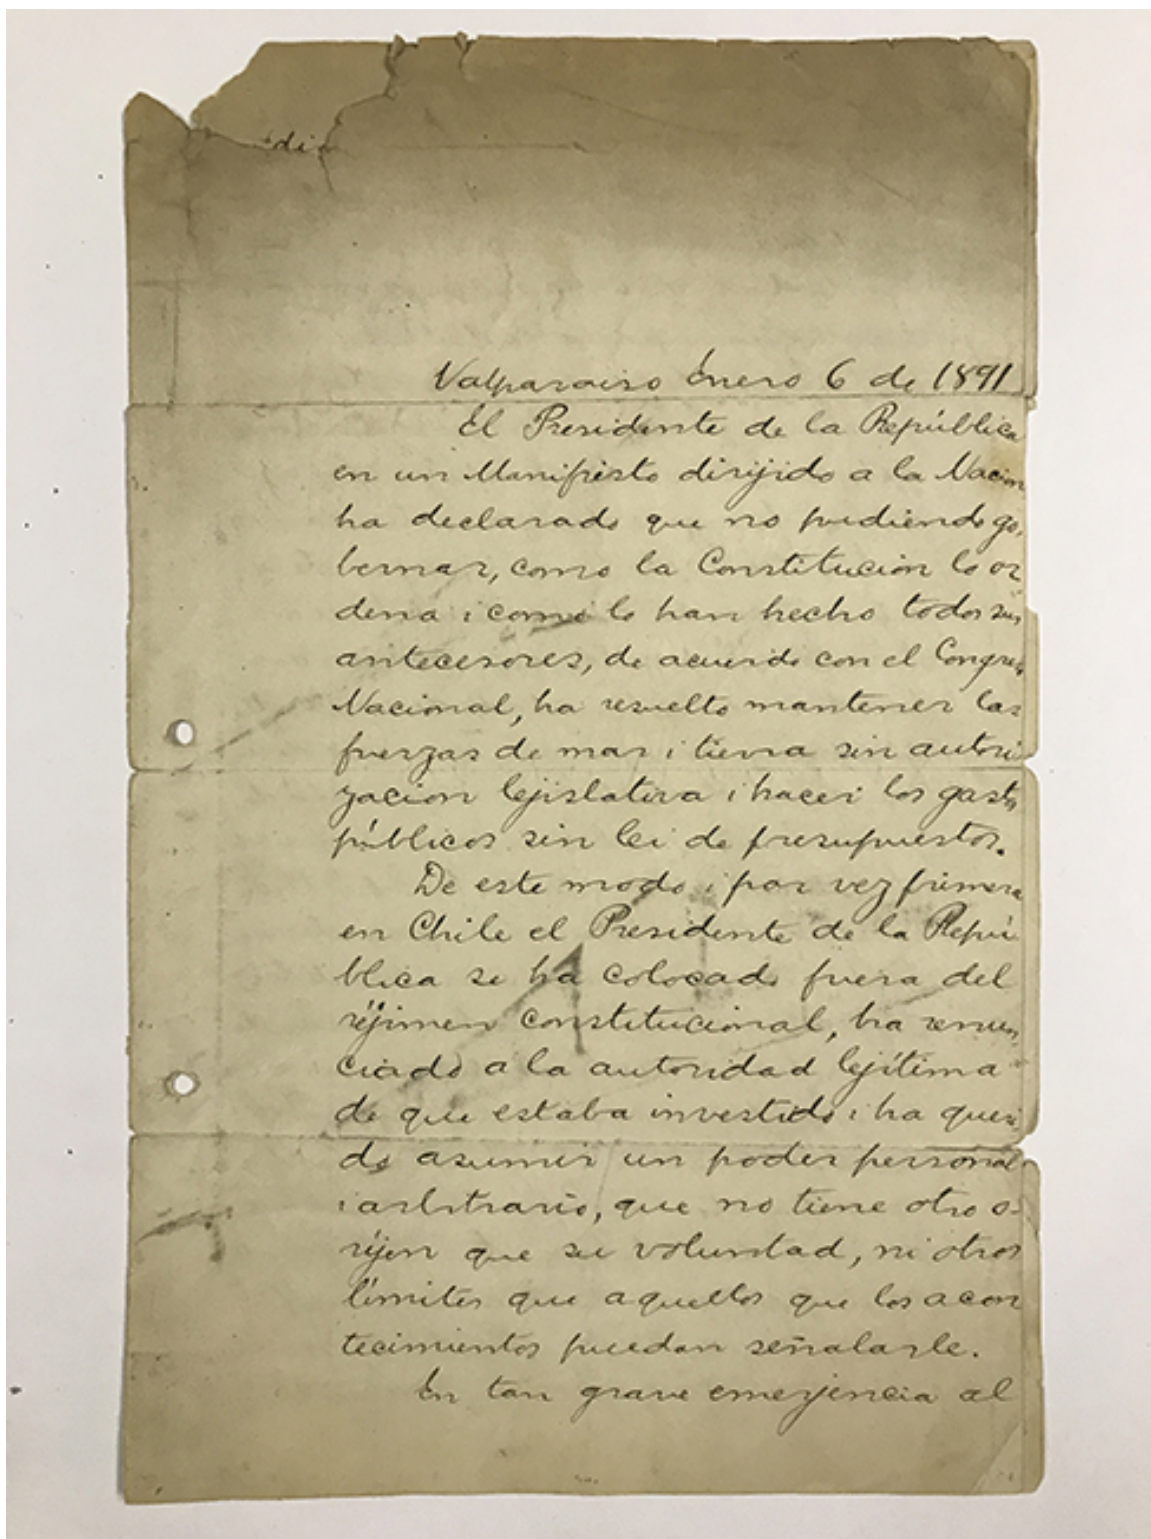 di
Valparaiso Enero 6 de 1891
El Presidente de la República
en un Manifiesto dirijido a la Nacion
ha declarado que no pudiendo go-
bernar, como la Constitución lo or
dena i como lo han hecho todos sus
antecesores, de acuerdo con el Congreso
Nacional, ha resuelto mantener las
fuerzas de mar i tierra sin autori
zacion lejislativa i hacer los gastos
públicos sin lei de presupuestos.
De este modo i por vez primera
en Chile el Presidente de la Repú
blica se ha colocado fuera del
réjimen constitucional, ha renun
ciado a la autoridad lejítima
de que estaba investido i ha queri
do asumir un poder personal
i arbitrario, que no tiene otro o-
ríjen que su voluntad, ni otros
límites que aquellos que los acon
tecimientos puedan señalarle.
En tan grave emerjencia al